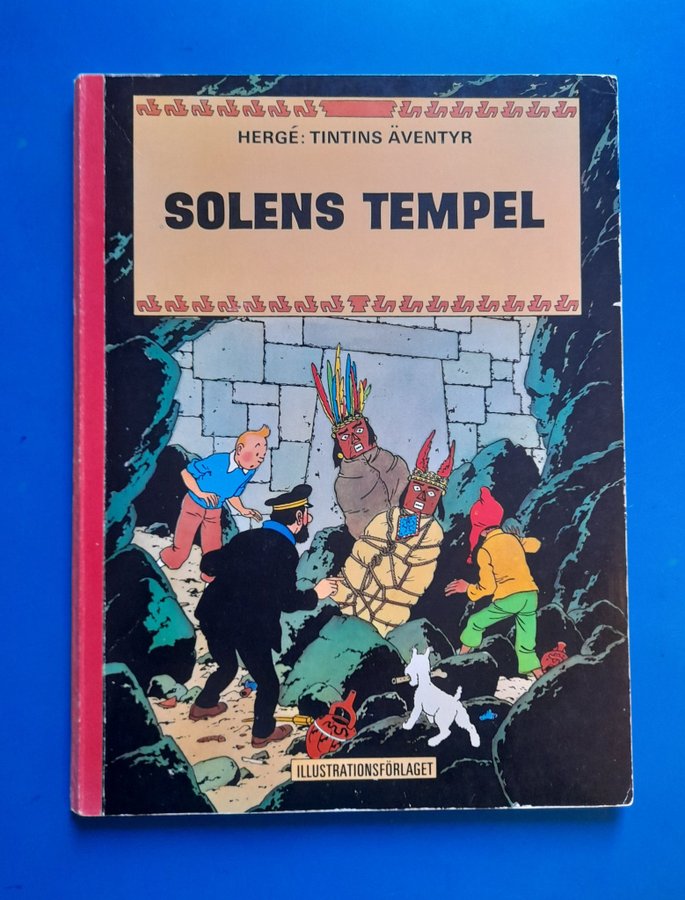 HERGÉ: TINTINS ÄVENTYR
SOLENS TEMPEL
ILLUSTRATIONSFÖRLAGET